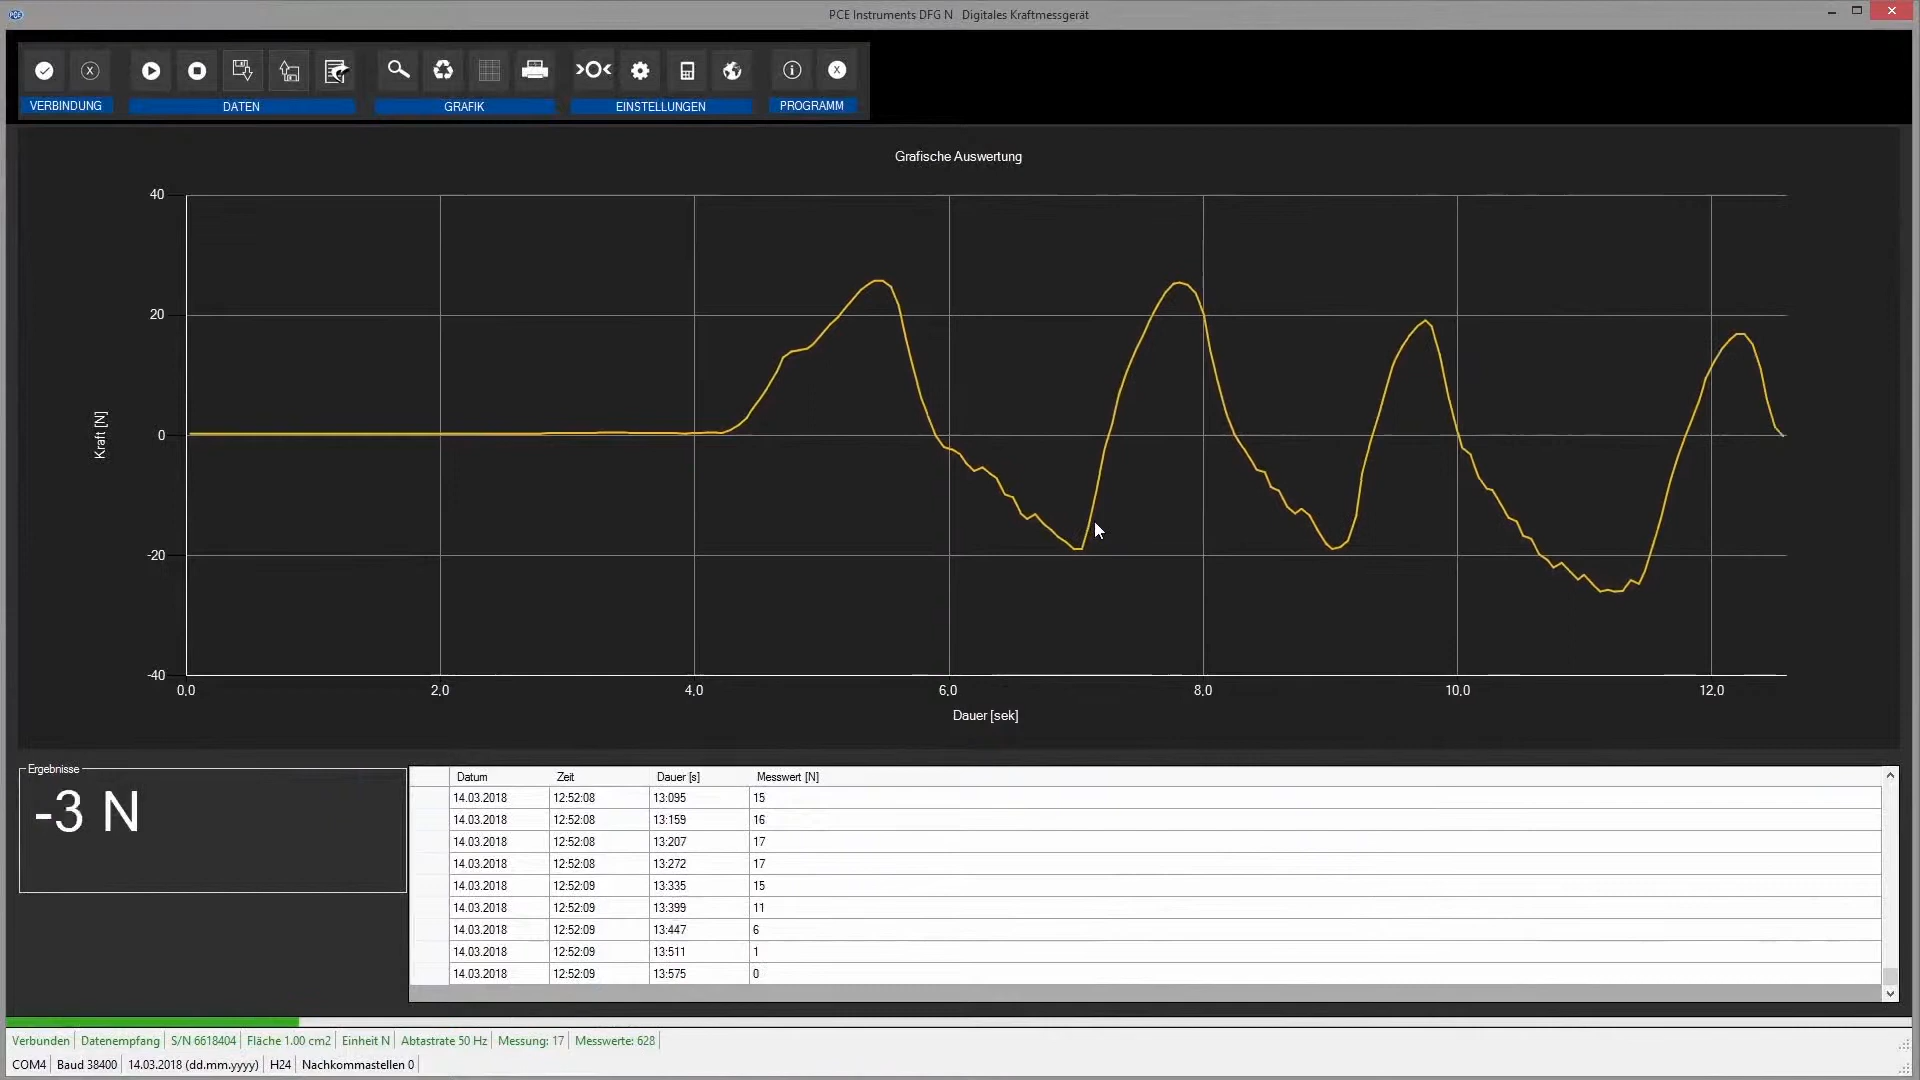 PCE Instruments DFG N Digitales Kraftmessgerät
VERBINDUNG
DATEN
GRAFIK
EINSTELLUNGEN
PROGRAMM
Grafische Auswertung
40
20
0
-20
-40
Kraft [N]
0,0 2,0 4,0 6,0 8,0 10,0 12,0
Dauer [sek]
Ergebnisse
-3 N
Datum Zeit Dauer [s] Messwert [N]
14.03.2018 12:52:08 13:095 15
14.03.2018 12:52:08 13:159 16
14.03.2018 12:52:08 13:207 17
14.03.2018 12:52:08 13:272 17
14.03.2018 12:52:09 13:335 15
14.03.2018 12:52:09 13:399 11
14.03.2018 12:52:09 13:447 6
14.03.2018 12:52:09 13:511 1
14.03.2018 12:52:09 13:575 0
Verbunden Datenempfang S/N 6618404 Fläche 1.00 cm2 Einheit N Abtastrate 50 Hz Messung: 17 Messwerte: 628
COM4 Baud 38400 14.03.2018 (dd.mm.yyyy) H24 Nachkommastellen 0